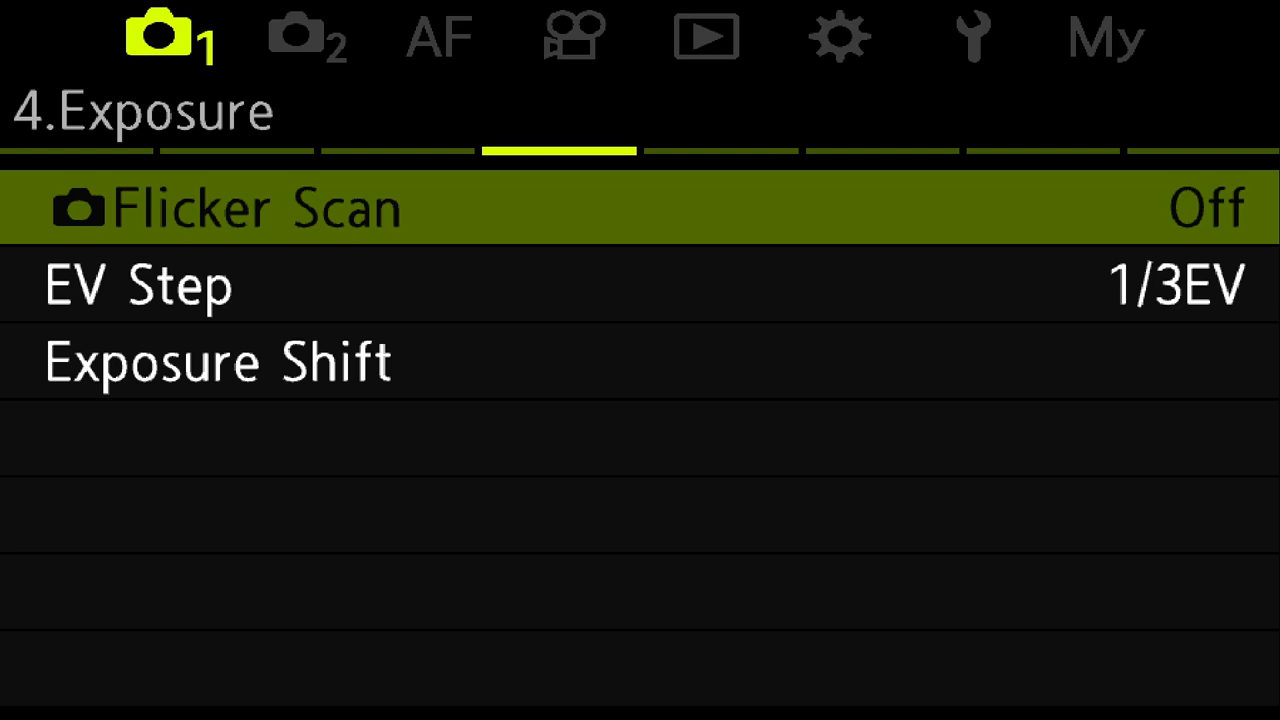 1 2 AF My
4.Exposure
Flicker Scan Off
EV Step 1/3EV
Exposure Shift